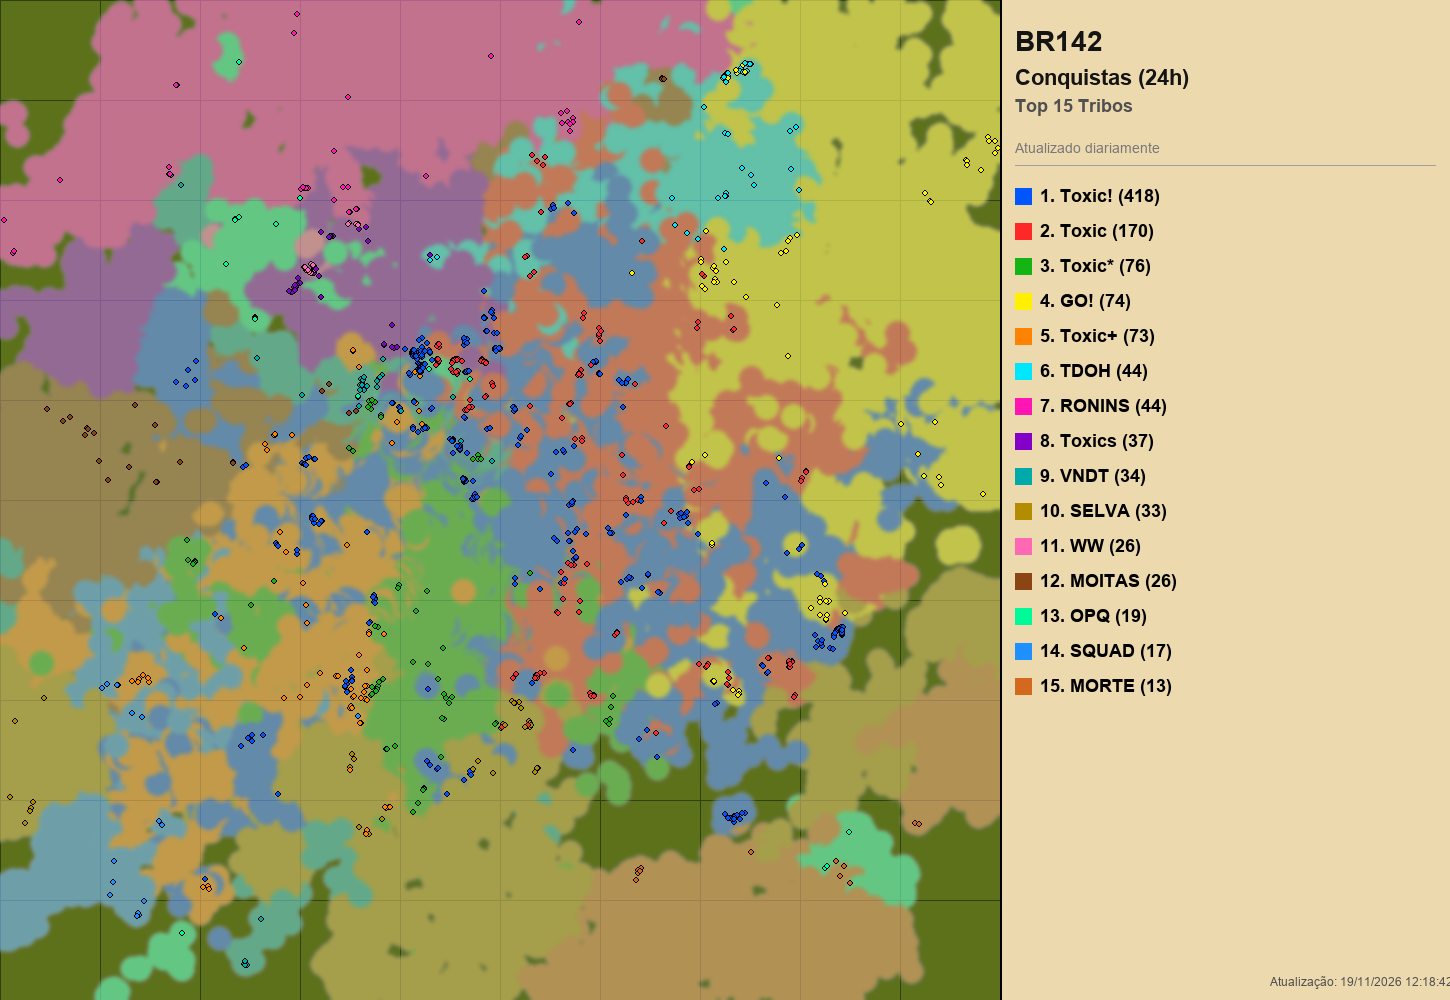 BR142
Conquistas (24h)
Top 15 Tribos
Atualizado diariamente
1. Toxic! (418)
2. Toxic (170)
3. Toxic* (76)
4. GO! (74)
5. Toxic+ (73)
6. TDOH (44)
7. RONINS (44)
8. Toxics (37)
9. VNDT (34)
10. SELVA (33)
11. WW (26)
12. MOITAS (26)
13. OPQ (19)
14. SQUAD (17)
15. MORTE (13)
Atualização: 19/11/2026 12:18:42